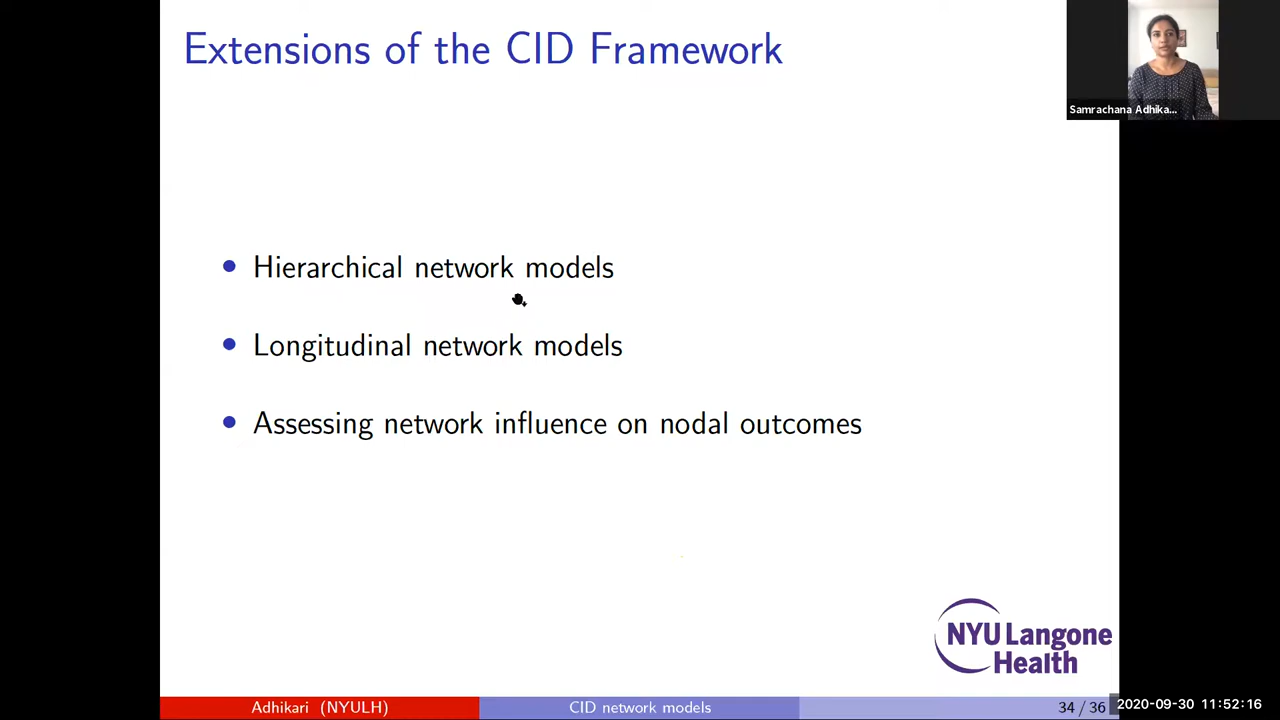 Extensions of the CID Framework
Samrachana Adhika...
Hierarchical network models
Longitudinal network models
Assessing network influence on nodal outcomes
NYU Langone
Health
Adhikari (NYULH)
CID network models
34 / 36
2020-09-30 11:52:16